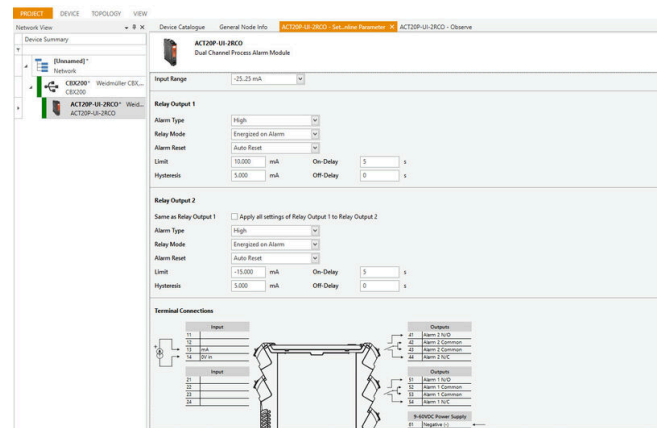 PROJECT DEVICE TOPOLOGY VIEW
Network View
Device Catalogue General Node Info ACT20P-UI-2RCO - Set...nline Parameter × ACT20P-UI-2RCO - Observe
Device Summary
ACT20P-UI-2RCO
Dual Channel Process Alarm Module
[Unnamed]*
Network
CBX200* Weidmüller CBX,...
CBX200
ACT20P-UI-2RCO* Weid...
ACT20P-UI-2RCO
Input Range -25..25 mA
Relay Output 1
Alarm Type High
Relay Mode Energized on Alarm
Alarm Reset Auto Reset
Limit 10.000 mA On-Delay 5 s
Hysteresis 5.000 mA Off-Delay 0 s
Relay Output 2
Same as Relay Output 1 Apply all settings of Relay Output 1 to Relay Output 2
Alarm Type High
Relay Mode Energized on Alarm
Alarm Reset Auto Reset
Limit -15.000 mA On-Delay 5 s
Hysteresis 5.000 mA Off-Delay 0 s
Terminal Connections
Input
11
12
13 mA
14 0V in
Input
21
22
23
24
Outputs
41 Alarm 2 N/O
42 Alarm 2 Common
43 Alarm 2 Common
44 Alarm 2 N/C
Outputs
51 Alarm 1 N/O
52 Alarm 1 Common
53 Alarm 1 Common
54 Alarm 1 N/C
9-60VDC Power Supply
81 Negative (-)